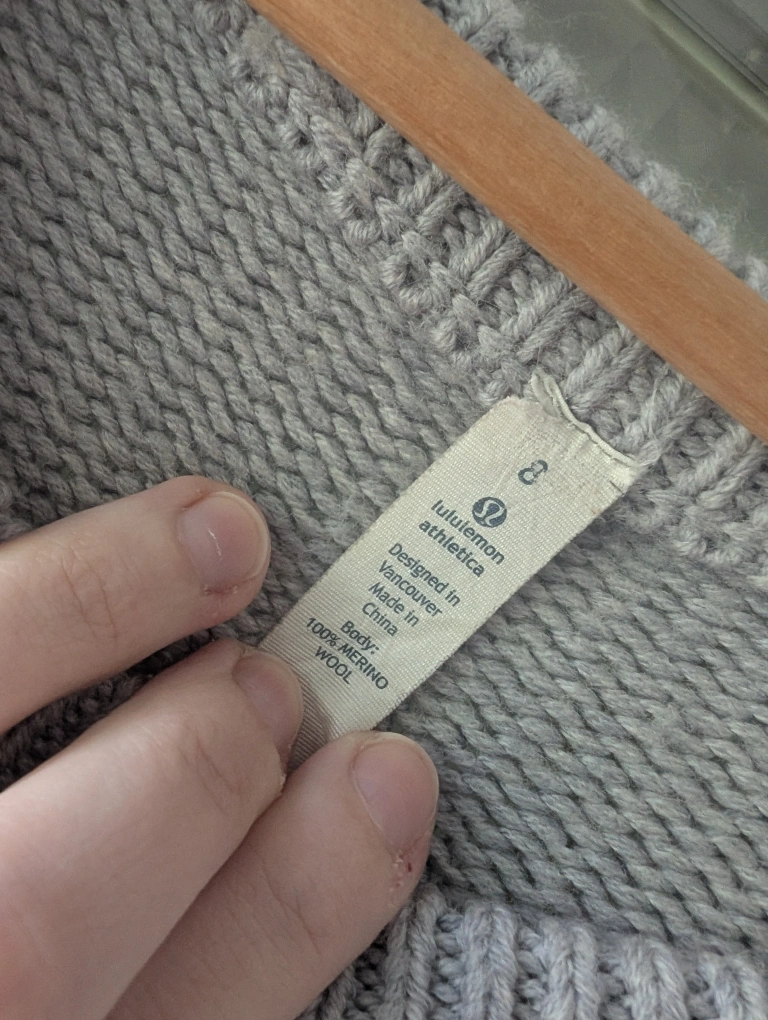 8
lululemon
athletica
Designed in
Vancouver
Made in
China
Body:
100% MERINO
WOOL